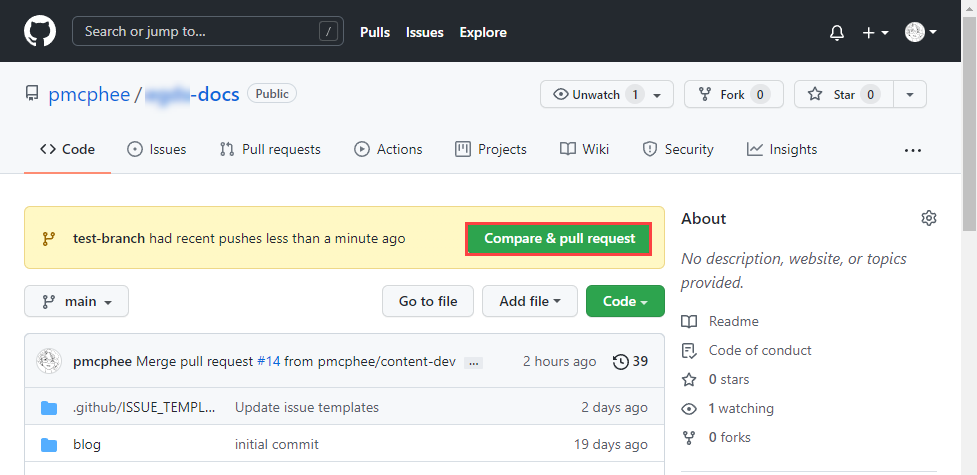 Search or jump to... /
Pulls Issues Explore
pmcphee / -docs Public
Unwatch 1 Fork 0 Star 0
Code Issues Pull requests Actions Projects Wiki Security Insights ...
test-branch had recent pushes less than a minute ago Compare & pull request
main Go to file Add file Code
pmcphee Merge pull request #14 from pmcphee/content-dev ... 2 hours ago 39
.github/ISSUE_TEMPL... Update issue templates 2 days ago
blog initial commit 19 days ago
About
No description, website, or topics
provided.
Readme
Code of conduct
0 stars
1 watching
0 forks